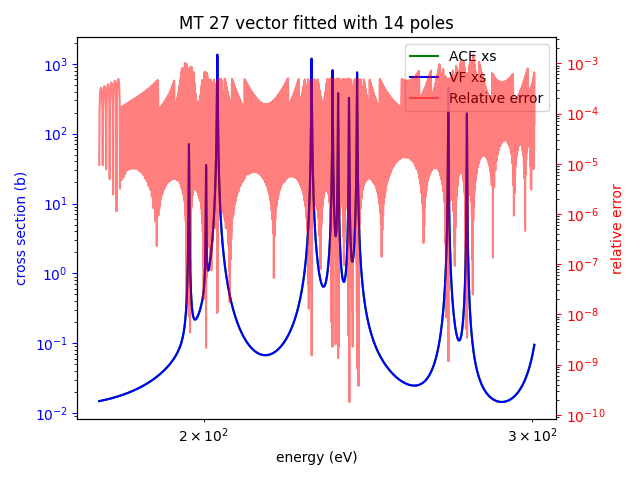 MT 27 vector fitted with 14 poles
ACE xs
VF xs
Relative error
10³
10²
10¹
10⁰
10⁻¹
10⁻²
cross section (b)
10⁻³
10⁻⁴
10⁻⁵
10⁻⁶
10⁻⁷
10⁻⁸
10⁻⁹
10⁻¹⁰
relative error
2 × 10²
3 × 10²
energy (eV)